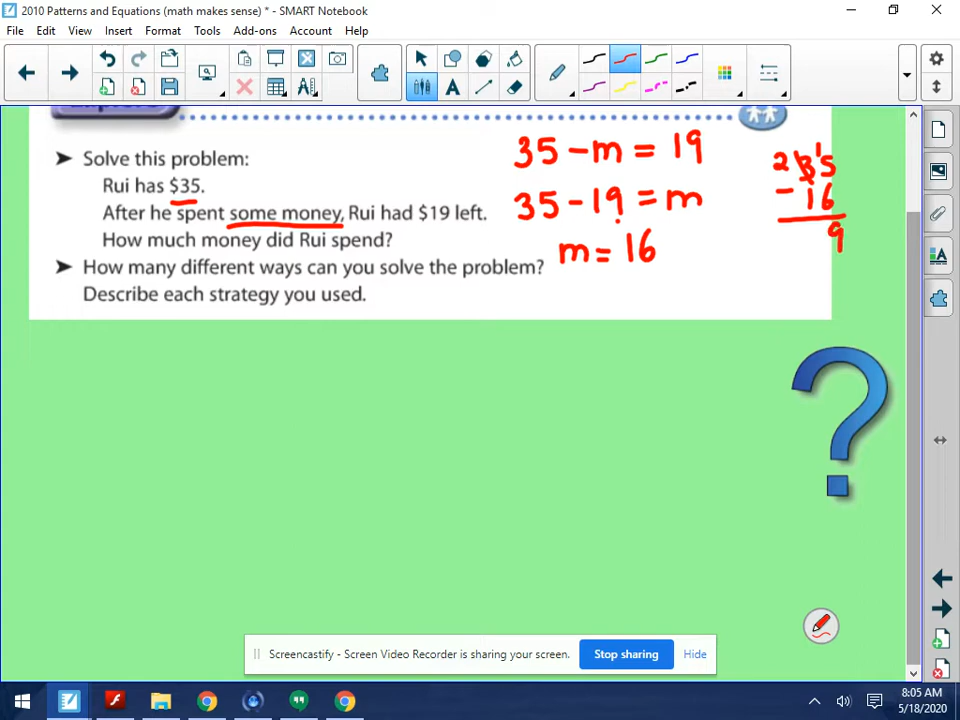 2010 Patterns and Equations (math makes sense) * - SMART Notebook
File Edit View Insert Format Tools Add-ons Account Help
Solve this problem:
Rui has $35.
After he spent some money, Rui had $19 left.
How much money did Rui spend?
How many different ways can you solve the problem?
Describe each strategy you used.
35 - m = 19
35 - 19 = m
m = 16
2 3 1 5
- 16
9
?
Screencastify - Screen Video Recorder is sharing your screen. Stop sharing Hide
8:05 AM
5/18/2020